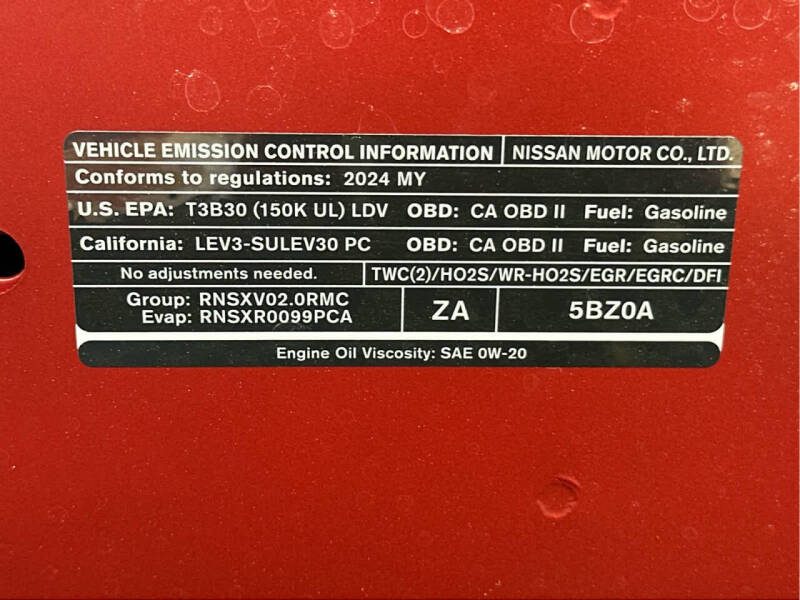 VEHICLE EMISSION CONTROL INFORMATION NISSAN MOTOR CO., LTD.
Conforms to regulations: 2024 MY
U.S. EPA: T3B30 (150K UL) LDV OBD: CA OBD II Fuel: Gasoline
California: LEV3-SULEV30 PC OBD: CA OBD II Fuel: Gasoline
No adjustments needed. TWC(2)/HO2S/WR-HO2S/EGR/EGRC/DFI
Group: RNSXV02.0RMC
Evap: RNSXR0099PCA
ZA
5BZ0A
Engine Oil Viscosity: SAE 0W-20